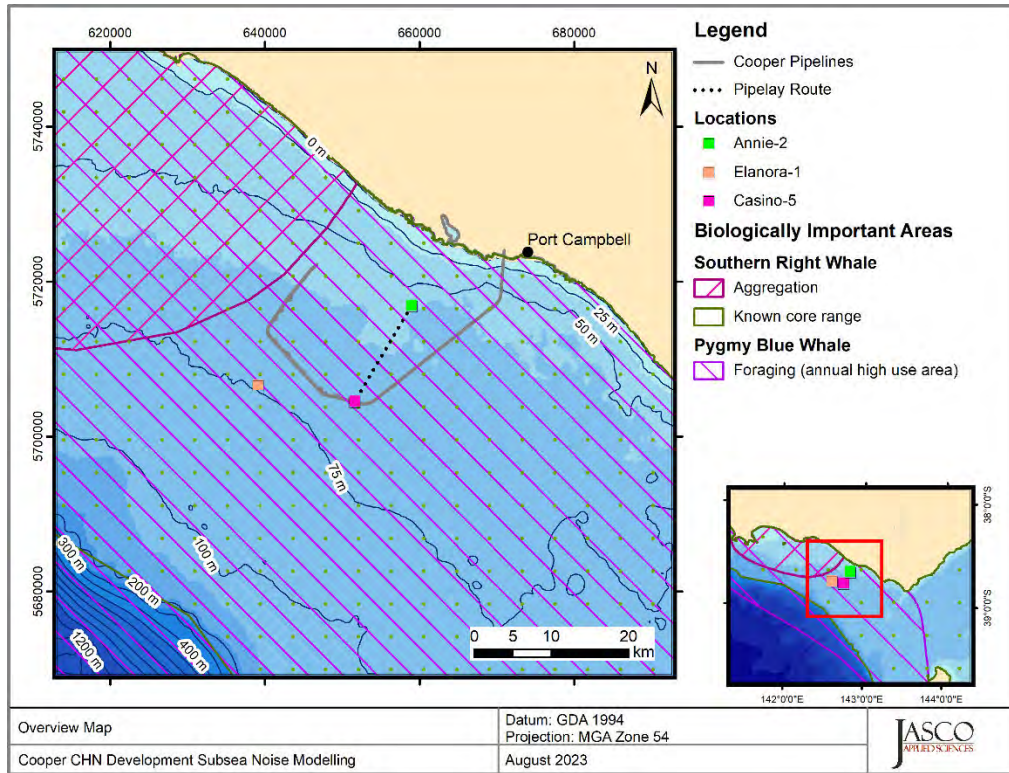 620000
640000
660000
680000
5740000
5720000
5700000
5680000
N
0 m
Port Campbell
25 m
50 m
75 m
100 m
200 m
300 m
400 m
1200 m
0 5 10 20
km
Legend
Cooper Pipelines
Pipelay Route
Locations
Annie-2
Elanora-1
Casino-5
Biologically Important Areas
Southern Right Whale
Aggregation
Known core range
Pygmy Blue Whale
Foraging (annual high use area)
38°0'0"S
39°0'0"S
142°0'0"E
143°0'0"E
144°0'0"E
Overview Map
Datum: GDA 1994
Projection: MGA Zone 54
Cooper CHN Development Subsea Noise Modelling
August 2023
JASCO
APPLIED SCIENCES